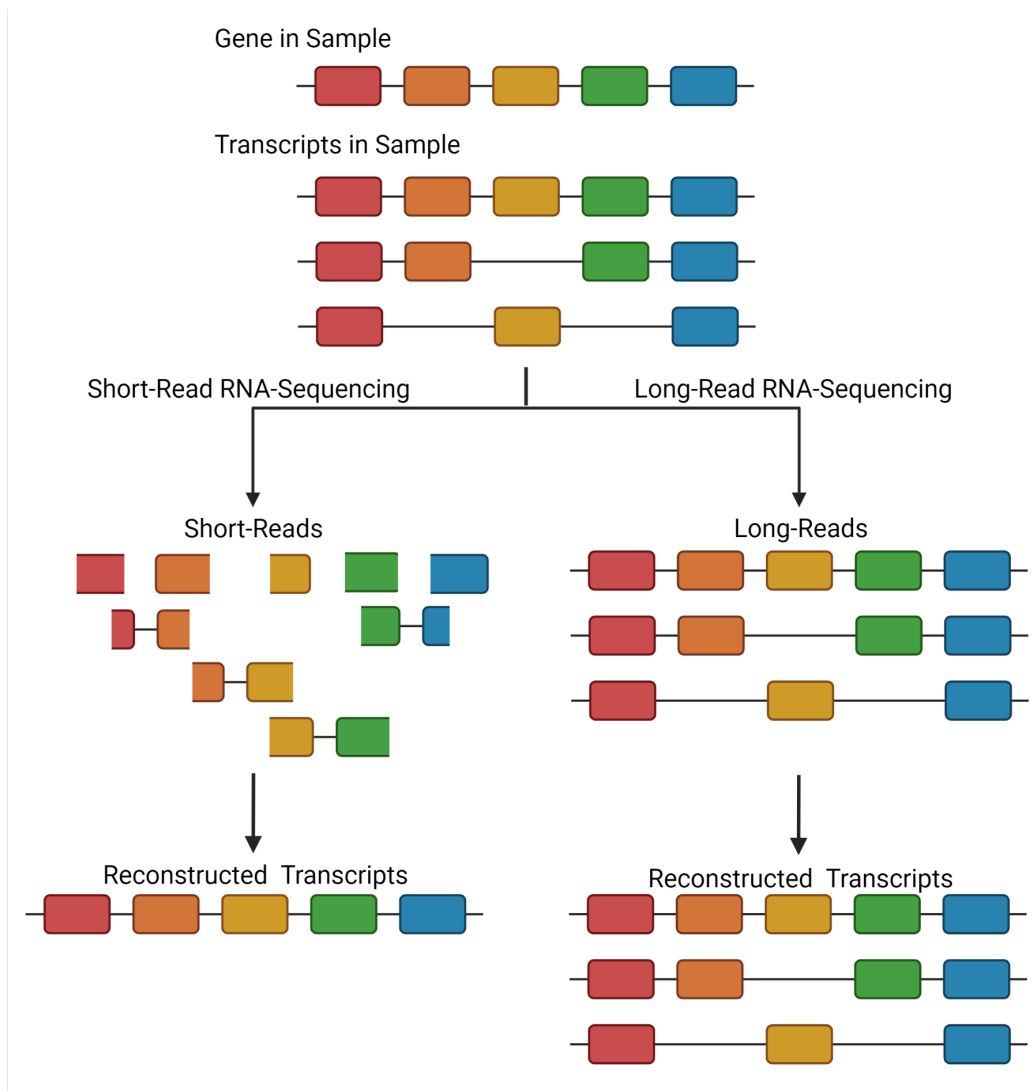 Gene in Sample
Transcripts in Sample
Short-Read RNA-Sequencing
Long-Read RNA-Sequencing
Short-Reads
Long-Reads
Reconstructed Transcripts
Reconstructed Transcripts